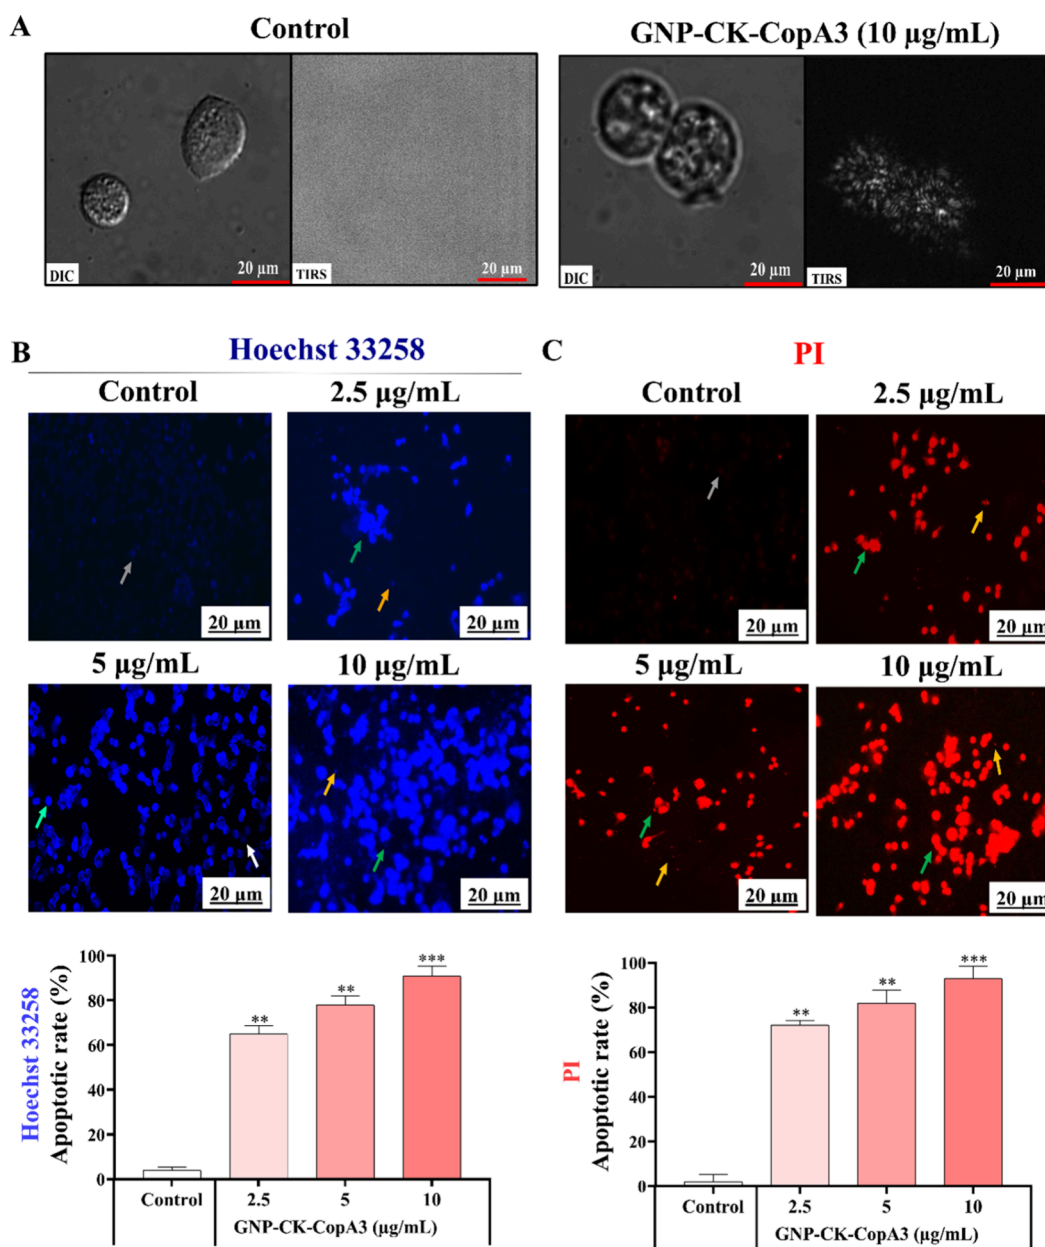 A
Control
GNP-CK-CopA3 (10 µg/mL)
DIC
20 µm
TIRS
20 µm
DIC
20 µm
TIRS
20 µm
B
Hoechst 33258
Control
2.5 µg/mL
20 µm
20 µm
5 µg/mL
10 µg/mL
20 µm
20 µm
C
PI
Control
2.5 µg/mL
20 µm
20 µm
5 µg/mL
10 µg/mL
20 µm
20 µm
Hoechst 33258
Apoptotic rate (%)
100
80
60
40
20
0
**
**
***
Control
2.5
5
10
GNP-CK-CopA3 (µg/mL)
PI
Apoptotic rate (%)
100
80
60
40
20
0
**
**
***
Control
2.5
5
10
GNP-CK-CopA3 (µg/mL)